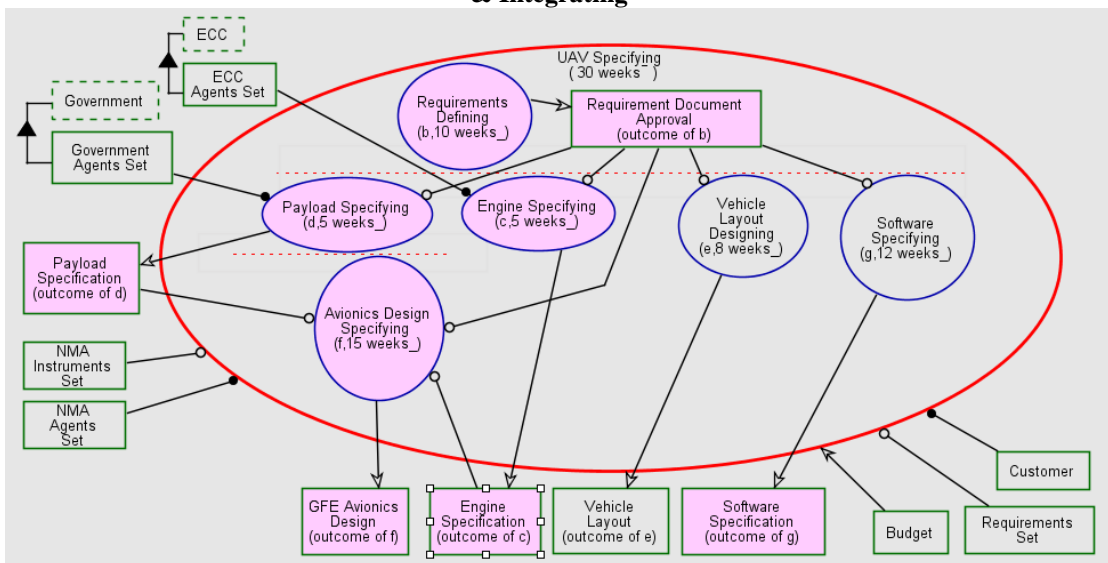 & Integrating
ECC
UAV Specifying
( 30 weeks_ )
ECC
Agents Set
Government
Requirements
Defining
(b,10 weeks_)
Requirement Document
Approval
(outcome of b)
Government
Agents Set
Payload Specifying
(d,5 weeks_)
Engine Specifying
(c,5 weeks_)
Vehicle
Layout
Designing
(e,8 weeks_)
Software
Specifying
(g,12 weeks_)
Payload
Specification
(outcome of d)
Avionics Design
Specifying
(f,15 weeks_)
NMA
Instruments
Set
NMA
Agents
Set
Customer
GFE Avionics
Design
(outcome of f)
Engine
Specification
(outcome of c)
Vehicle
Layout
(outcome of e)
Software
Specification
(outcome of g)
Budget
Requirements
Set